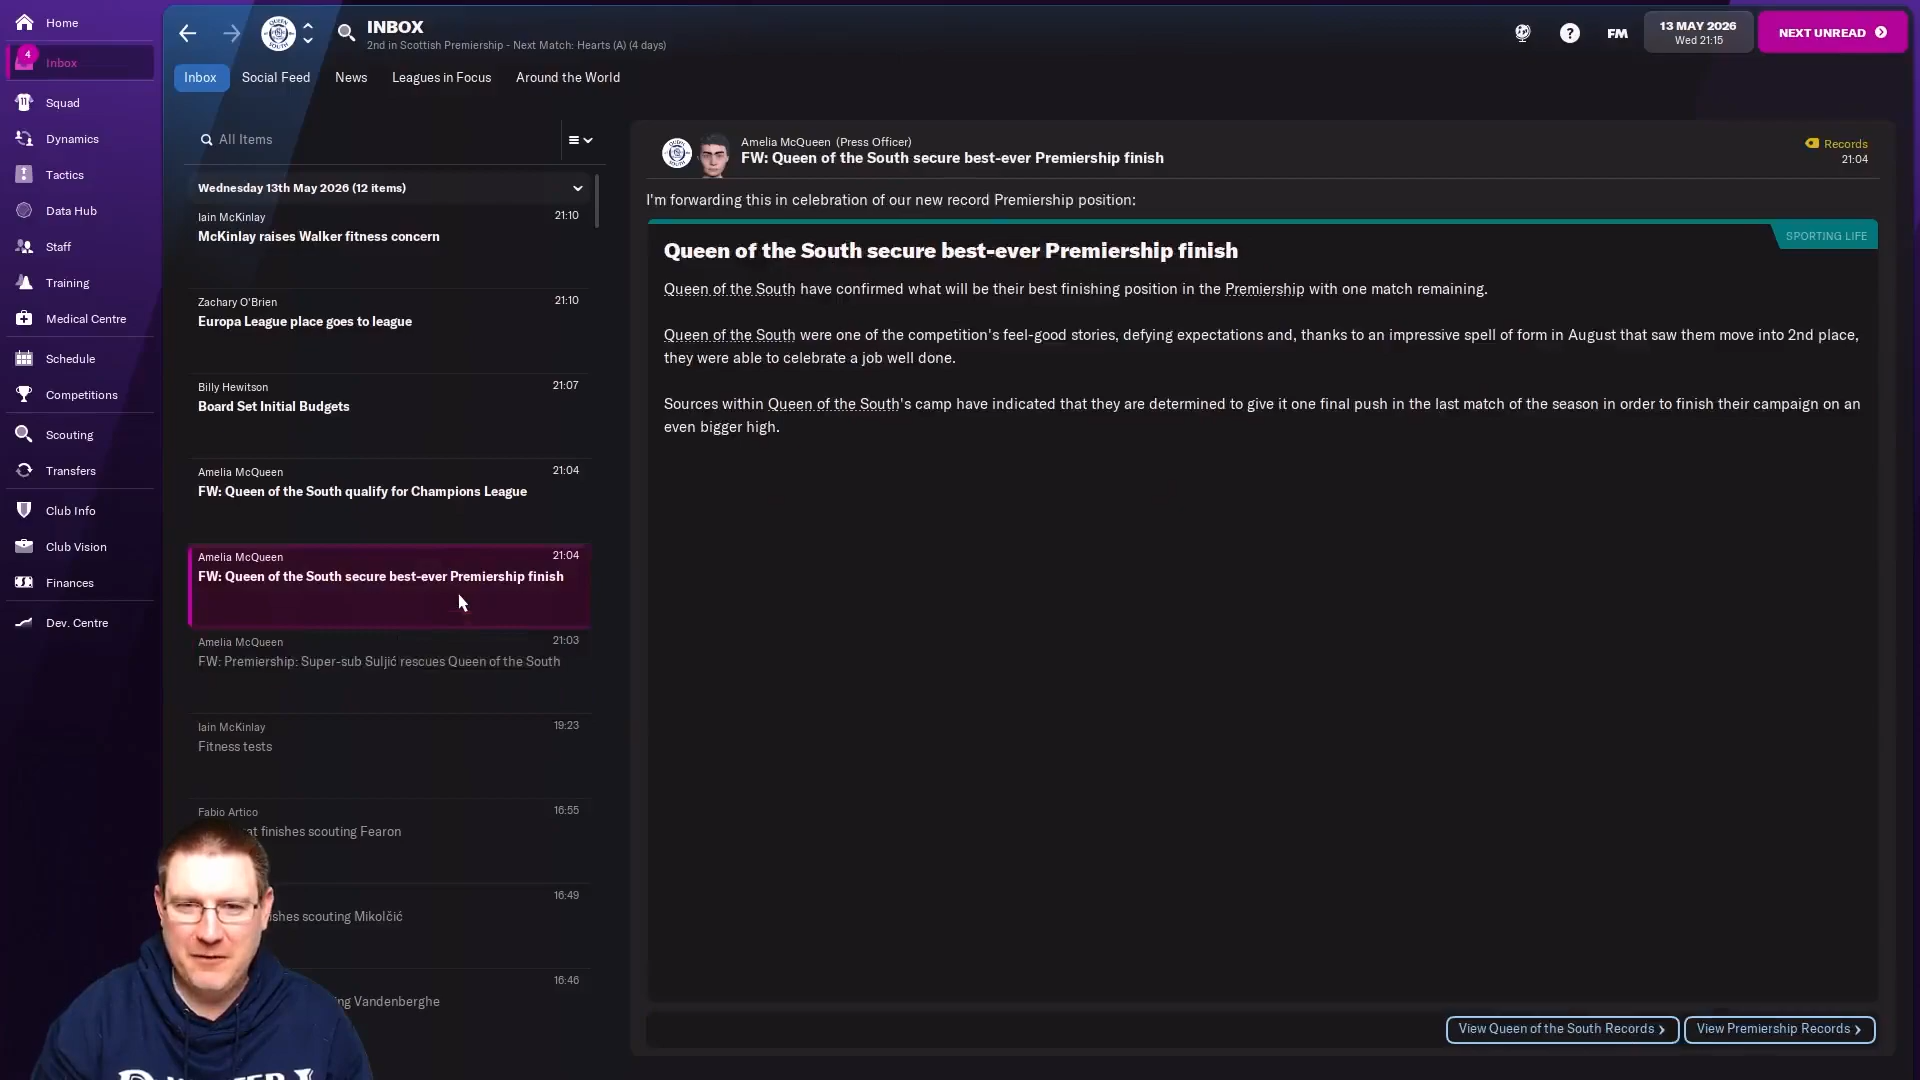 Home
4
Inbox
Squad
Dynamics
Tactics
Data Hub
Staff
Training
Medical Centre
Schedule
Competitions
Scouting
Transfers
Club Info
Club Vision
Finances
Dev. Centre
INBOX
2nd in Scottish Premiership - Next Match: Hearts (A) (4 days)
?
FM
13 MAY 2026
Wed 21:15
NEXT UNREAD
Inbox
Social Feed
News
Leagues in Focus
Around the World
All Items
Wednesday 13th May 2026 (12 items)
Iain McKinlay 21:10
McKinlay raises Walker fitness concern
Zachary O'Brien 21:10
Europa League place goes to league
Billy Hewitson 21:07
Board Set Initial Budgets
Amelia McQueen 21:04
FW: Queen of the South qualify for Champions League
Amelia McQueen 21:04
FW: Queen of the South secure best-ever Premiership finish
Amelia McQueen 21:03
FW: Premiership: Super-sub Suljić rescues Queen of the South
Iain McKinlay 19:23
Fitness tests
Fabio Artico 16:55
at finishes scouting Fearon
16:49
ishes scouting Mikolčić
16:46
ng Vandenberghe
Amelia McQueen (Press Officer)
FW: Queen of the South secure best-ever Premiership finish
Records
21:04
I'm forwarding this in celebration of our new record Premiership position:
SPORTING LIFE
Queen of the South secure best-ever Premiership finish
Queen of the South have confirmed what will be their best finishing position in the Premiership with one match remaining.
Queen of the South were one of the competition's feel-good stories, defying expectations and, thanks to an impressive spell of form in August that saw them move into 2nd place,
they were able to celebrate a job well done.
Sources within Queen of the South's camp have indicated that they are determined to give it one final push in the last match of the season in order to finish their campaign on an
even bigger high.
View Queen of the South Records
View Premiership Records